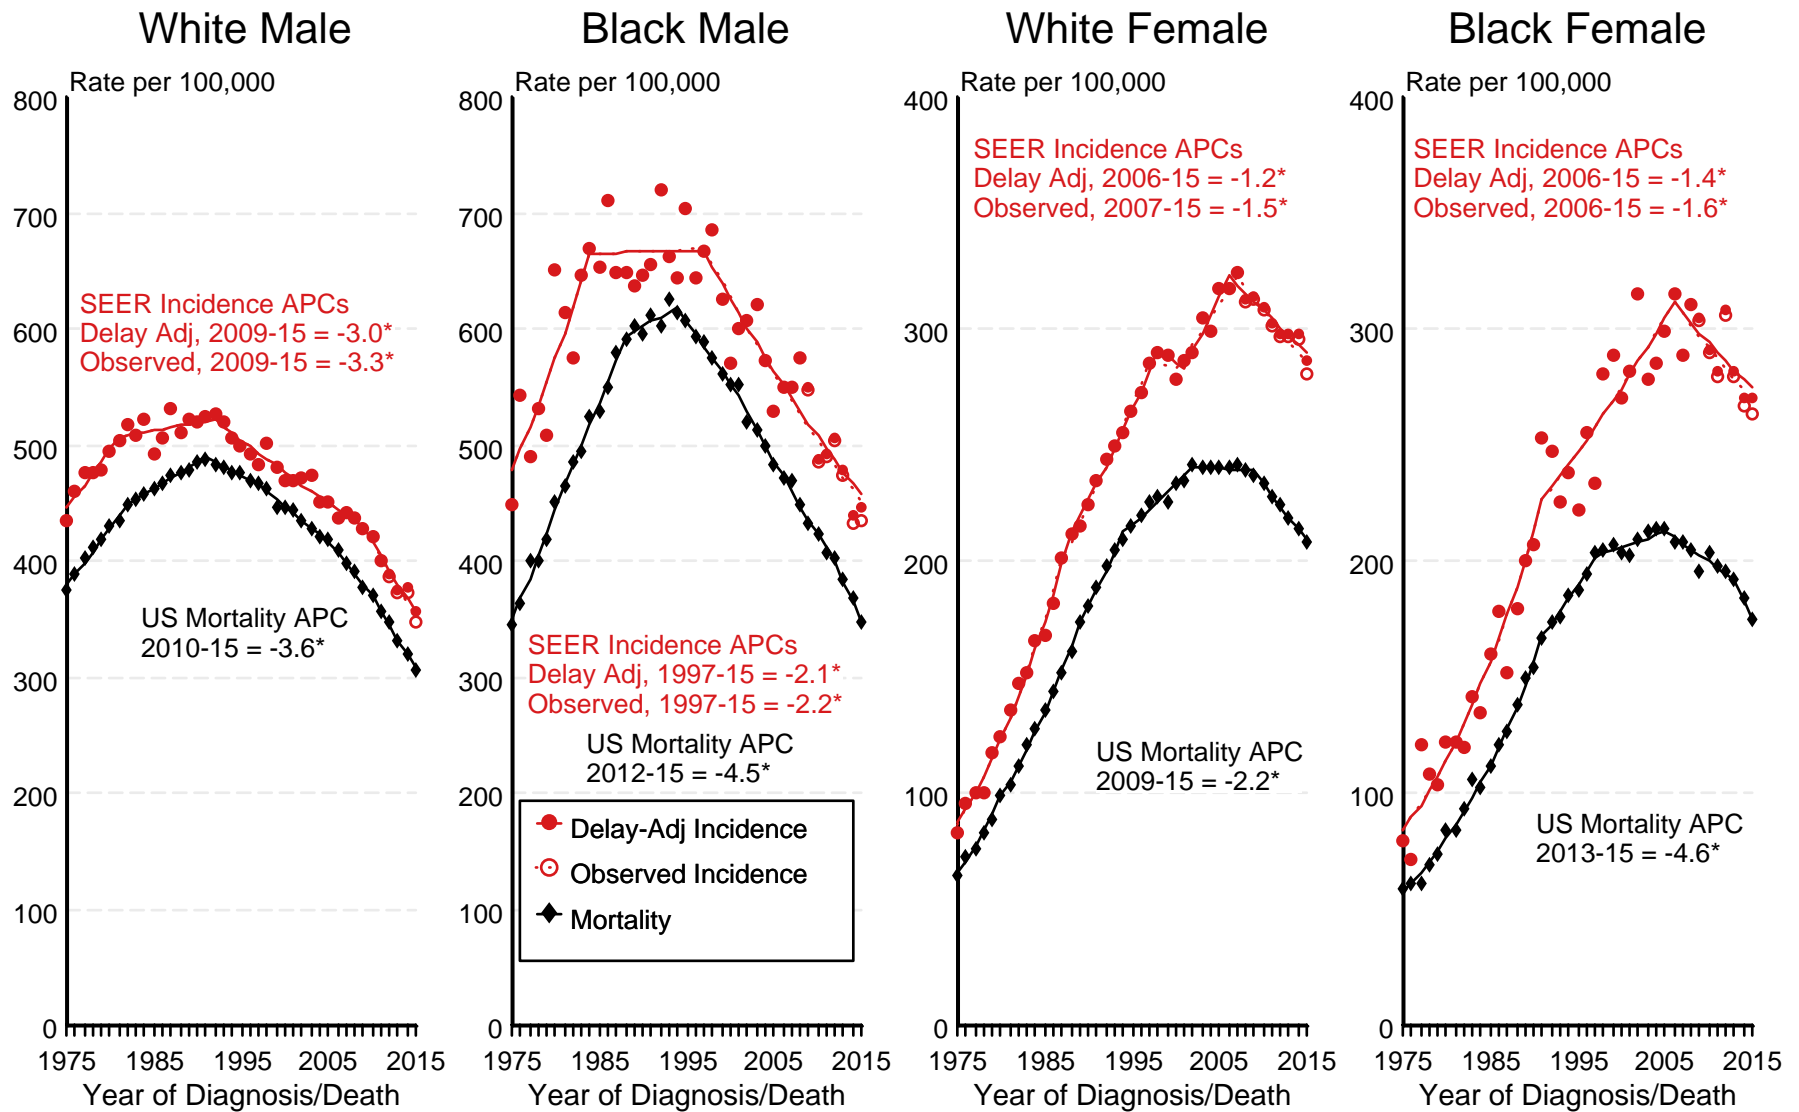 White Male
Rate per 100,000
800
700
600
500
400
300
200
100
0
SEER Incidence APCs
Delay Adj, 2009-15 = -3.0*
Observed, 2009-15 = -3.3*
US Mortality APC
2010-15 = -3.6*
1975 1985 1995 2005 2015
Year of Diagnosis/Death
Black Male
Rate per 100,000
800
700
600
500
400
300
200
100
0
SEER Incidence APCs
Delay Adj, 1997-15 = -2.1*
Observed, 1997-15 = -2.2*
US Mortality APC
2012-15 = -4.5*
Delay-Adj Incidence
Observed Incidence
Mortality
1975 1985 1995 2005 2015
Year of Diagnosis/Death
White Female
Rate per 100,000
400
300
200
100
0
SEER Incidence APCs
Delay Adj, 2006-15 = -1.2*
Observed, 2007-15 = -1.5*
US Mortality APC
2009-15 = -2.2*
1975 1985 1995 2005 2015
Year of Diagnosis/Death
Black Female
Rate per 100,000
400
300
200
100
0
SEER Incidence APCs
Delay Adj, 2006-15 = -1.4*
Observed, 2006-15 = -1.6*
US Mortality APC
2013-15 = -4.6*
1975 1985 1995 2005 2015
Year of Diagnosis/Death